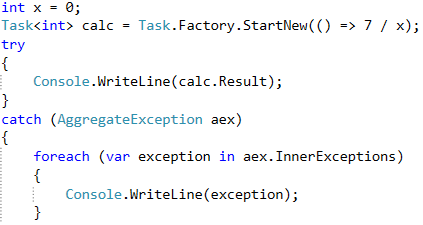 int x = 0;
Task<int> calc = Task.Factory.StartNew(() => 7 / x);
try
{
    Console.WriteLine(calc.Result);
}
catch (AggregateException aex)
{
    foreach (var exception in aex.InnerExceptions)
    {
        Console.WriteLine(exception);
    }